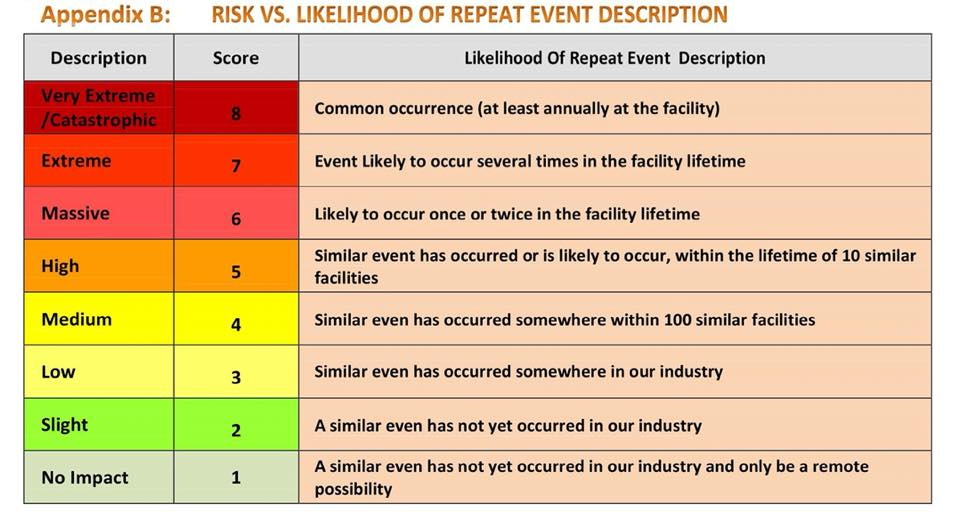 Appendix B: RISK VS. LIKELIHOOD OF REPEAT EVENT DESCRIPTION
Description Score Likelihood Of Repeat Event Description
Very Extreme
/Catastrophic 8 Common occurrence (at least annually at the facility)
Extreme 7 Event Likely to occur several times in the facility lifetime
Massive 6 Likely to occur once or twice in the facility lifetime
High 5 Similar event has occurred or is likely to occur, within the lifetime of 10 similar
facilities
Medium 4 Similar even has occurred somewhere within 100 similar facilities
Low 3 Similar even has occurred somewhere in our industry
Slight 2 A similar even has not yet occurred in our industry
No Impact 1 A similar even has not yet occurred in our industry and only be a remote
possibility